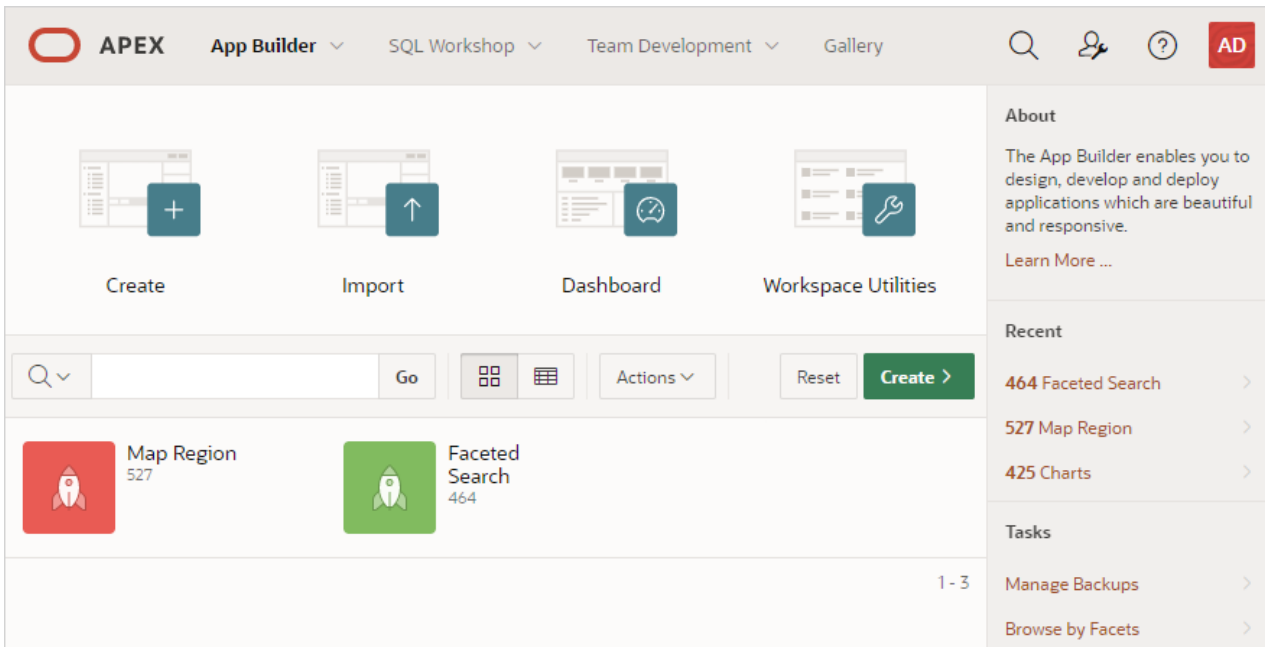 APEX App Builder SQL Workshop Team Development Gallery AD
Create Import Dashboard Workspace Utilities
Go Actions Reset Create
Map Region
527
Faceted
Search
464
1 - 3
About
The App Builder enables you to
design, develop and deploy
applications which are beautiful
and responsive.
Learn More ...
Recent
464 Faceted Search
527 Map Region
425 Charts
Tasks
Manage Backups
Browse by Facets